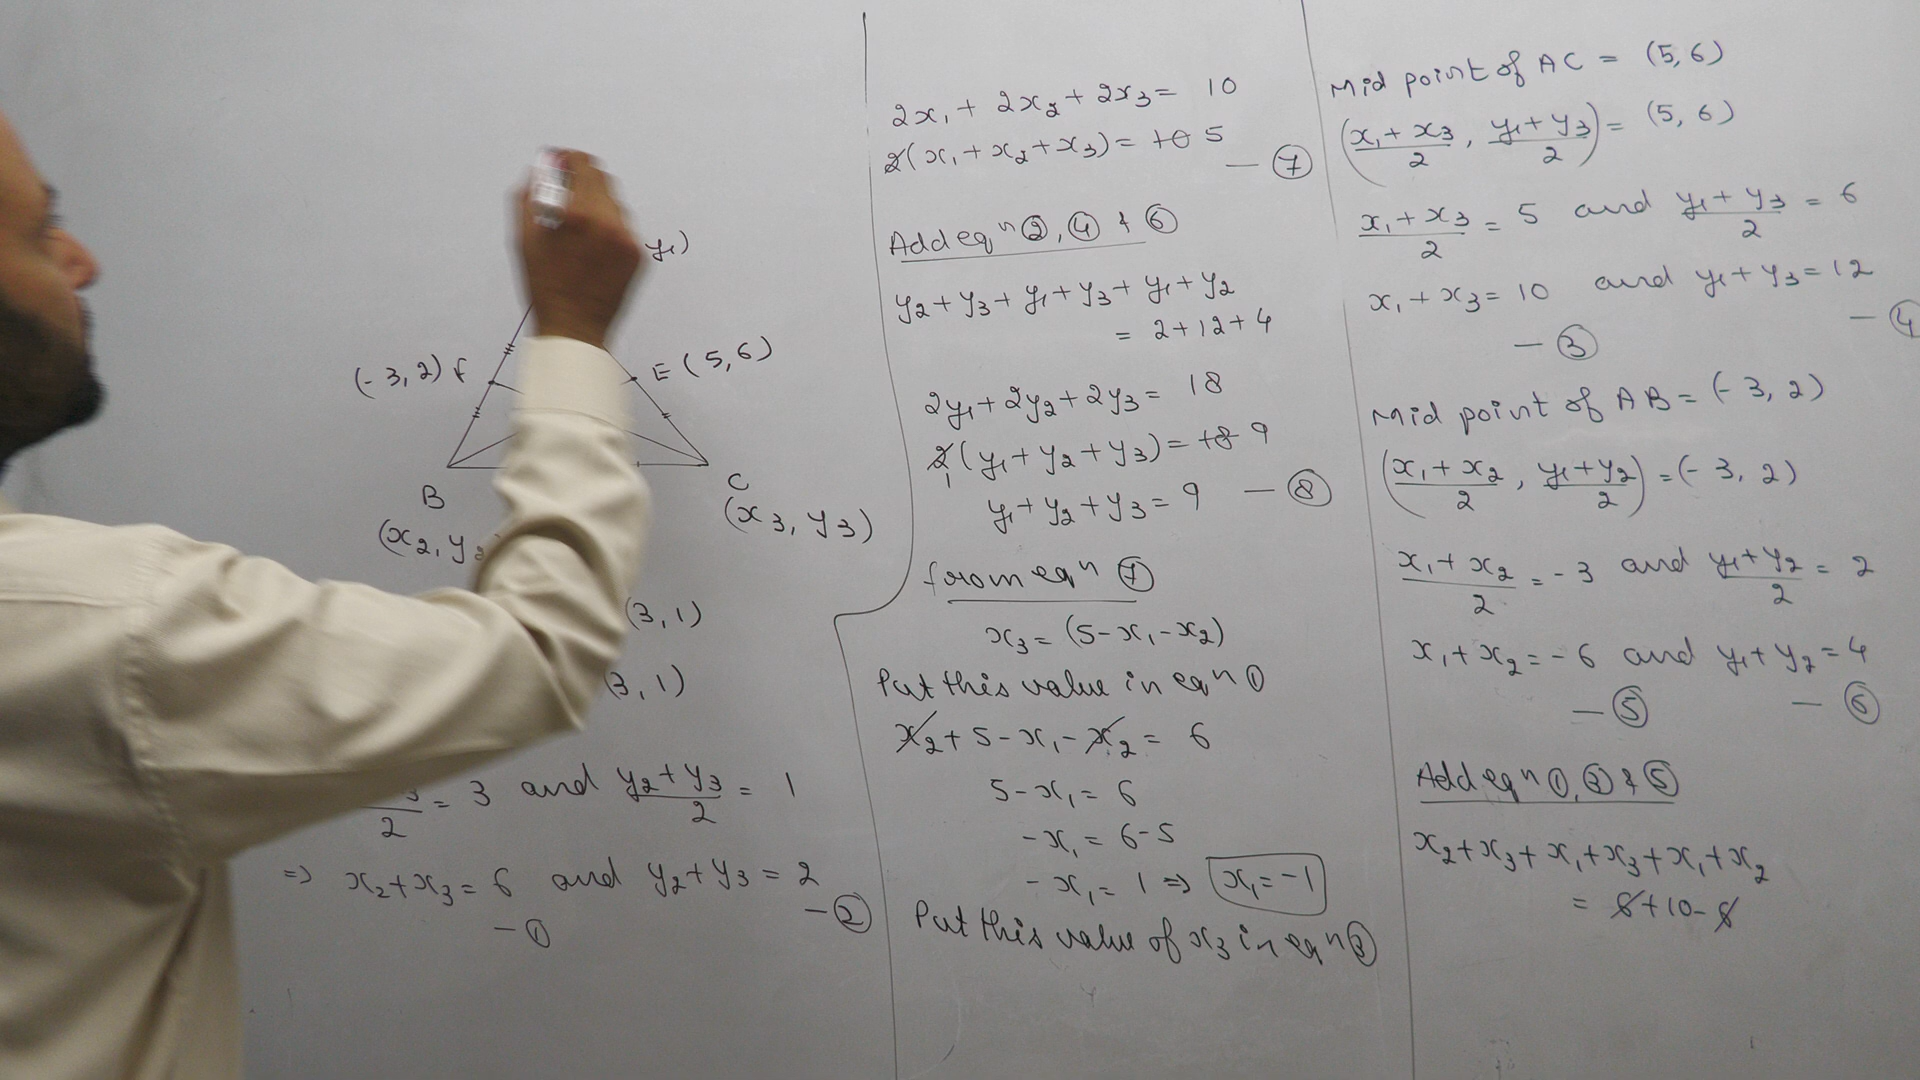 y₁)
(-3, 2) F
E (5, 6)
B
C
(x₂, y₂
(x₃, y₃)
(3, 1)
3, 1)
3/2 = 3 and (y₂+y₃)/2 = 1
=> x₂+x₃ = 6 and y₂+y₃ = 2
— ①
— ②
2x₁ + 2x₂ + 2x₃ = 10
2(x₁+x₂+x₃) = 10 5
— ⑦
Add eqⁿ ②, ④ & ⑥
y₂+y₃+y₁+y₃+y₁+y₂
= 2+12+4
2y₁+2y₂+2y₃ = 18
2(y₁+y₂+y₃) = 18 9
1
y₁+y₂+y₃ = 9 — ⑧
from eqⁿ ⑦
x₃ = (5-x₁-x₂)
Put this value in eqⁿ ①
x₂+5-x₁-x₂ = 6
5-x₁ = 6
-x₁ = 6-5
-x₁ = 1 => x₁ = -1
Put this value of x₃ in eqⁿ ③
Mid point of AC = (5, 6)
((x₁+x₃)/2, (y₁+y₃)/2) = (5, 6)
(x₁+x₃)/2 = 5 and (y₁+y₃)/2 = 6
x₁+x₃ = 10 and y₁+y₃ = 12
— ③
— ④
Mid point of AB = (-3, 2)
((x₁+x₂)/2, (y₁+y₂)/2) = (-3, 2)
(x₁+x₂)/2 = -3 and (y₁+y₂)/2 = 2
x₁+x₂ = -6 and y₁+y₂ = 4
— ⑤
— ⑥
Add eqⁿ ①, ③ & ⑤
x₂+x₃+x₁+x₃+x₁+x₂
= 6+10-6